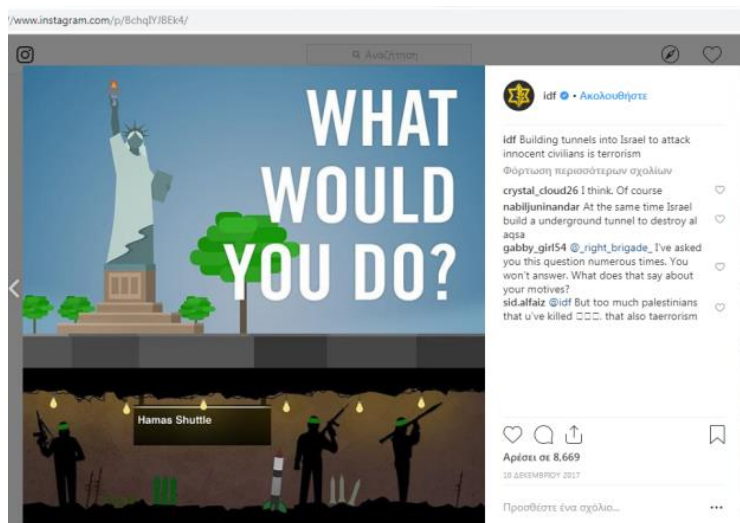 //www.instagram.com/p/BchqIYJBEk4/
Αναζήτηση
WHAT
WOULD
YOU DO?
Hamas Shuttle
idf • Ακολουθήστε
idf Building tunnels into Israel to attack
innocent civilians is terrorism
Φόρτωση περισσότερων σχολίων
crystal_cloud26 I think. Of course
nabiljuninandar At the same time Israel
build a underground tunnel to destroy al
aqsa
gabby_girl54 @_right_brigade_ I've asked
you this question numerous times. You
won't answer. What does that say about
your motives?
sid.alfaiz @idf But too much palestinians
that u've killed □□□. that also taerrorism
Αρέσει σε 8,669
10 ΔΕΚΕΜΒΡΙΟΥ 2017
Προσθέστε ένα σχόλιο...